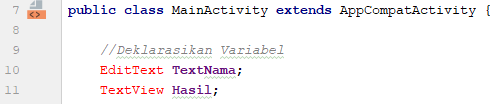 7 public class MainActivity extends AppCompatActivity {
8
9 //Deklarasikan Variabel
10 EditText TextNama;
11 TextView Hasil;